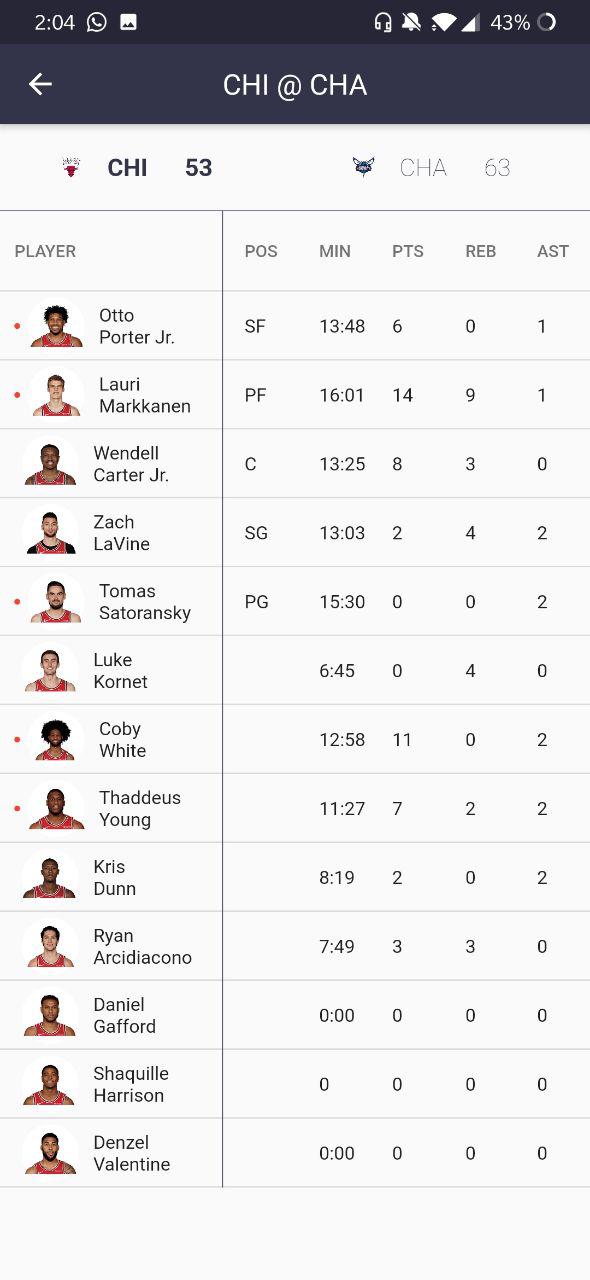 2:04 43%
CHI @ CHA
CHI 53 CHA 63
PLAYER POS MIN PTS REB AST
Otto
Porter Jr. SF 13:48 6 0 1
Lauri
Markkanen PF 16:01 14 9 1
Wendell
Carter Jr. C 13:25 8 3 0
Zach
LaVine SG 13:03 2 4 2
Tomas
Satoransky PG 15:30 0 0 2
Luke
Kornet 6:45 0 4 0
Coby
White 12:58 11 0 2
Thaddeus
Young 11:27 7 2 2
Kris
Dunn 8:19 2 0 2
Ryan
Arcidiacono 7:49 3 3 0
Daniel
Gafford 0:00 0 0 0
Shaquille
Harrison 0 0 0 0
Denzel
Valentine 0:00 0 0 0